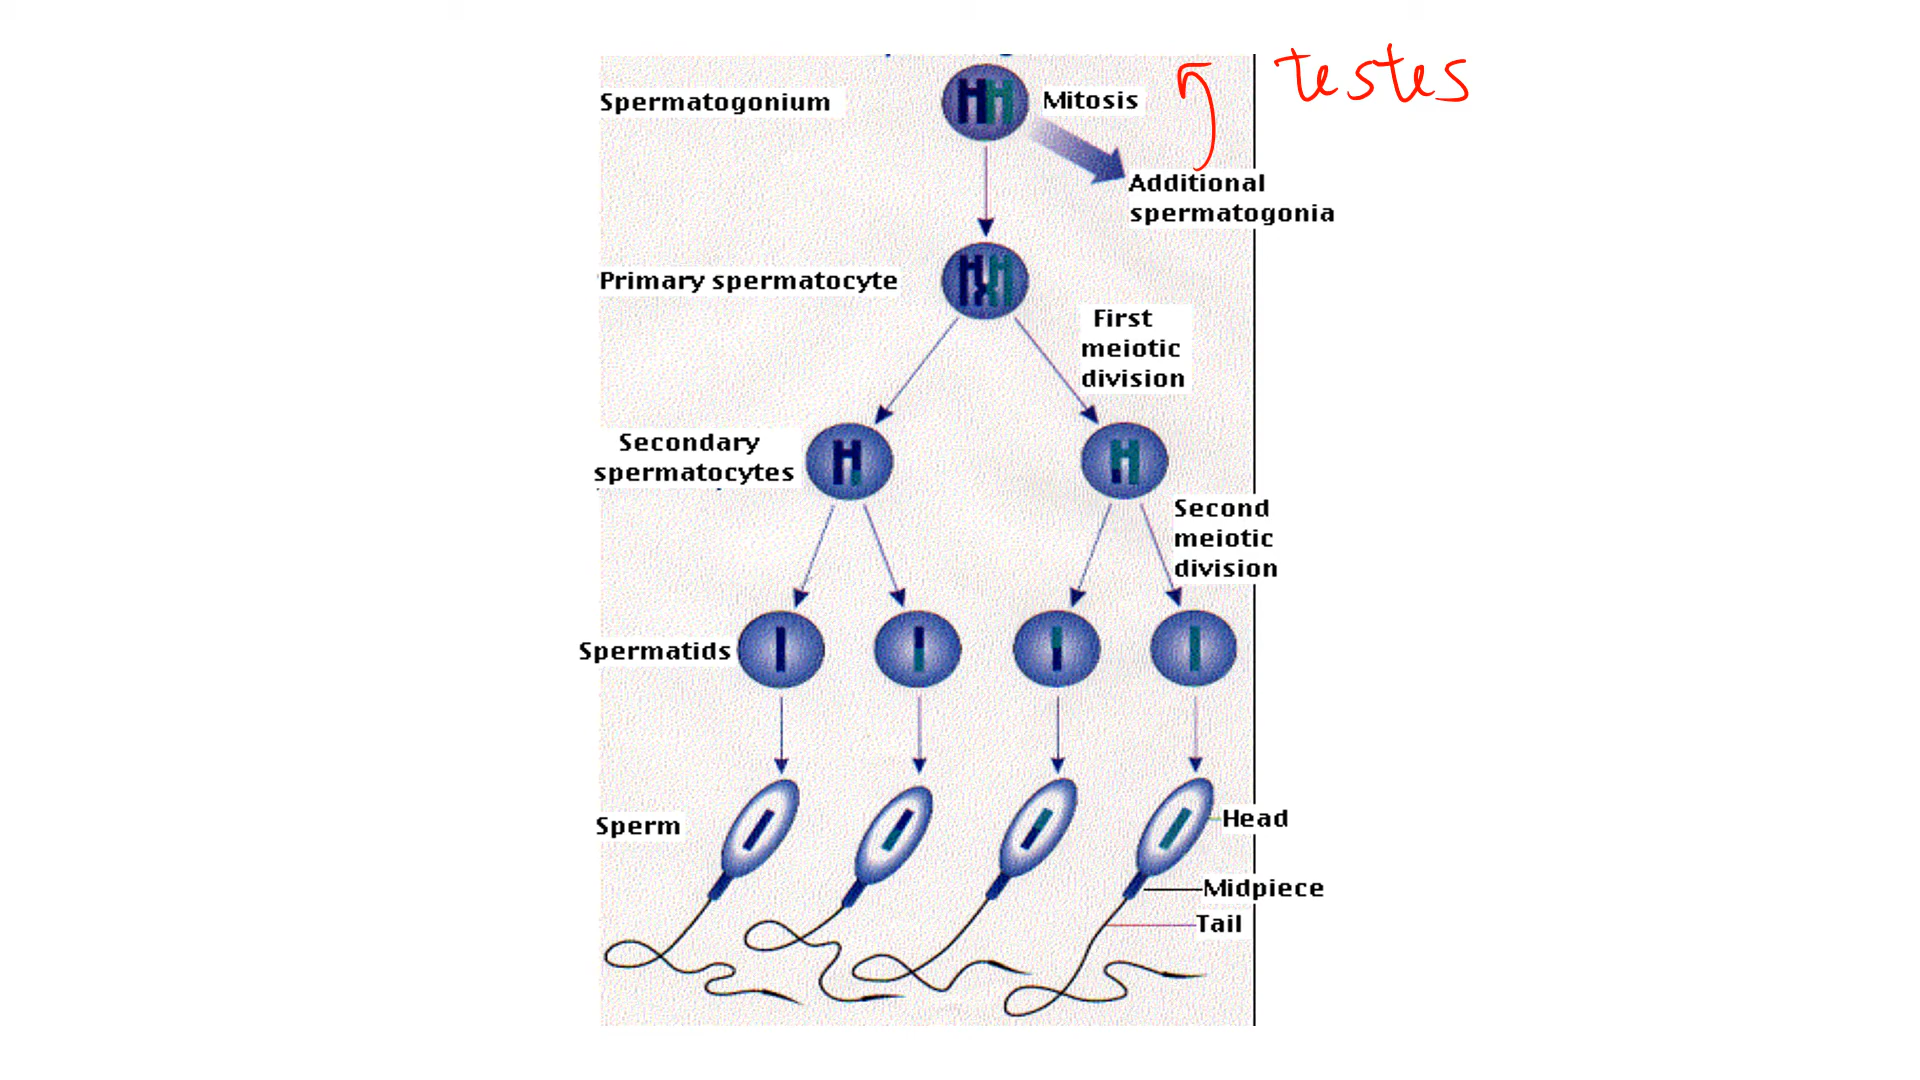 testes
Spermatogonium
Mitosis
Additional
spermatogonia
Primary spermatocyte
First
meiotic
division
Secondary
spermatocytes
Second
meiotic
division
Spermatids
Sperm
Head
Midpiece
Tail